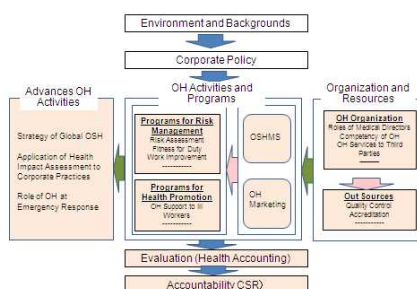 Environment and Backgrounds
Corporate Policy
Advances OH
Activities
Strategy of Global OSH
Application of Health
Impact Assessment to
Corporate Practices
Role of OH at
Emergency Response
OH Activities and
Programs
Programs for Risk
Management
Risk Assessment
Fitness for Duty
Work Improvement
-----------
Programs for
Health Promotion
OH Support to Ill
Workers
-----------
OSHMS
OH
Marketing
Organization
and Resources
OH Organization
Roles of Medical Directors
Competency of OH
OH Services to Third
Parties
-----------
Out Sources
Quality Control
Accreditation
-----------
Evaluation (Health Accounting)
Accountability CSR)